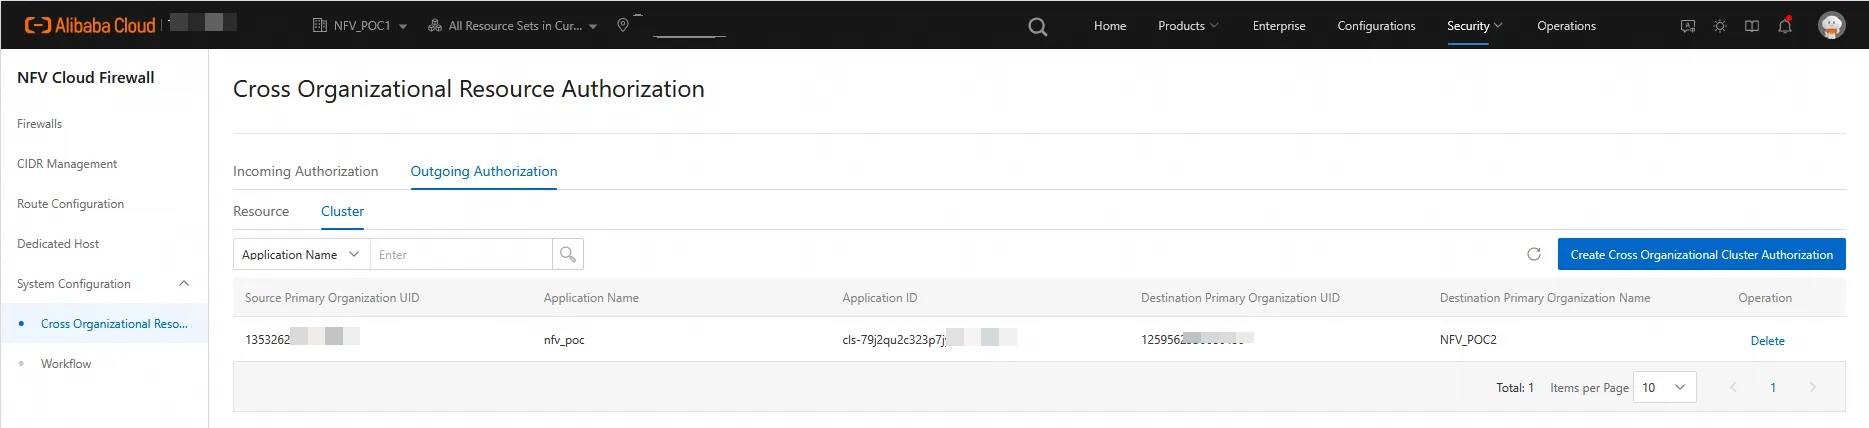 Alibaba Cloud | NFV_POC1 All Resource Sets in Cur... Home Products Enterprise Configurations Security Operations
NFV Cloud Firewall
Firewalls
CIDR Management
Route Configuration
Dedicated Host
System Configuration
Cross Organizational Reso...
Workflow
Cross Organizational Resource Authorization
Incoming Authorization Outgoing Authorization
Resource Cluster
Application Name Enter Create Cross Organizational Cluster Authorization
Source Primary Organization UID Application Name Application ID Destination Primary Organization UID Destination Primary Organization Name Operation
1353262 nfv_poc cls-79j2qu2c323p7j 125956 NFV_POC2 Delete
Total: 1 Items per Page 10 1